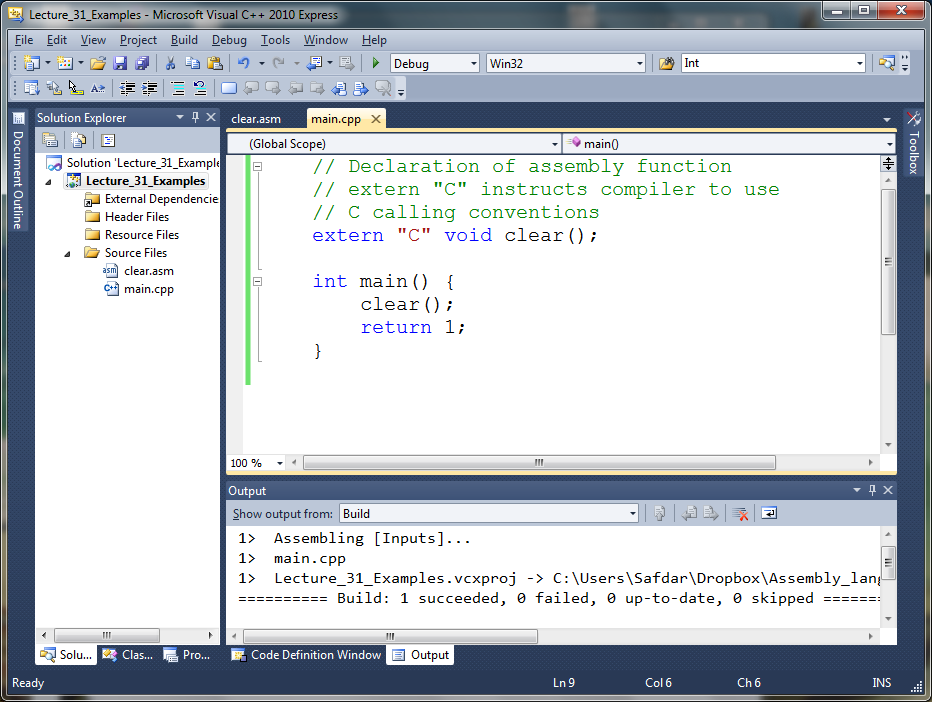 Lecture_31_Examples - Microsoft Visual C++ 2010 Express
File Edit View Project Build Debug Tools Window Help
Debug Win32 Int
Document Outline
Solution Explorer
Solution 'Lecture_31_Example
Lecture_31_Examples
External Dependencie
Header Files
Resource Files
Source Files
clear.asm
main.cpp
Solu... Clas... Pro...
clear.asm main.cpp
(Global Scope) main()
// Declaration of assembly function
// extern "C" instructs compiler to use
// C calling conventions
extern "C" void clear();
int main() {
clear();
return 1;
}
100 %
Toolbox
Output
Show output from: Build
1> Assembling [Inputs]...
1> main.cpp
1> Lecture_31_Examples.vcxproj -> C:\Users\Safdar\Dropbox\Assembly_lang
========== Build: 1 succeeded, 0 failed, 0 up-to-date, 0 skipped =======
Code Definition Window Output
Ready Ln 9 Col 6 Ch 6 INS